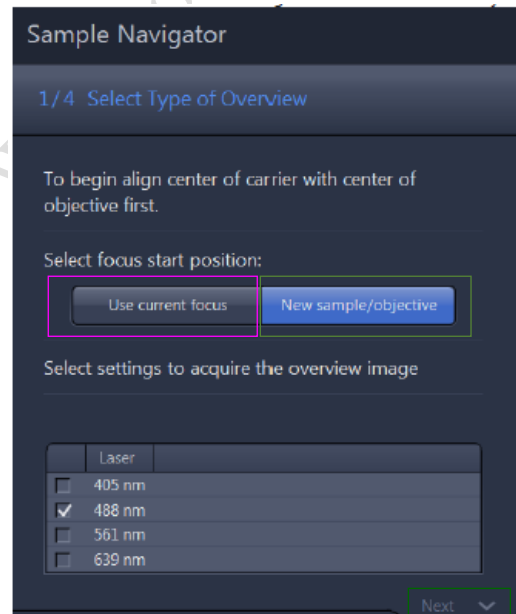 Sample Navigator
1/4 Select Type of Overview
To begin align center of carrier with center of
objective first.
Select focus start position:
Use current focus New sample/objective
Select settings to acquire the overview image
Laser
405 nm
488 nm
561 nm
639 nm
Next